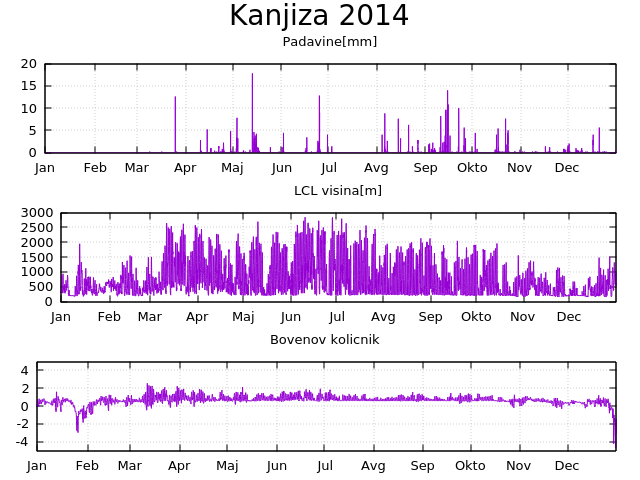 Kanjiza 2014
Padavine[mm]
20
15
10
5
0
Jan Feb Mar Apr Maj Jun Jul Avg Sep Okto Nov Dec
LCL visina[m]
3000
2500
2000
1500
1000
500
0
Jan Feb Mar Apr Maj Jun Jul Avg Sep Okto Nov Dec
Bovenov kolicnik
4
2
0
-2
-4
Jan Feb Mar Apr Maj Jun Jul Avg Sep Okto Nov Dec